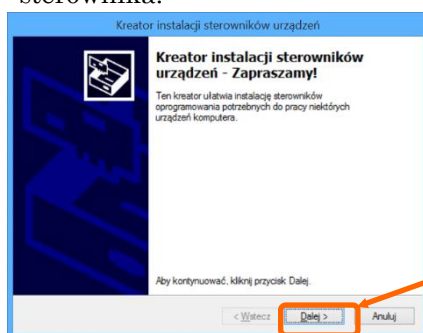 sterownika.
Kreator instalacji sterowników urządzeń
Kreator instalacji sterowników
urządzeń - Zapraszamy!
Ten kreator ułatwia instalację sterowników
oprogramowania potrzebnych do pracy niektórych
urządzeń komputera.
Aby kontynuować, kliknij przycisk Dalej.
< Wstecz Dalej > Anuluj